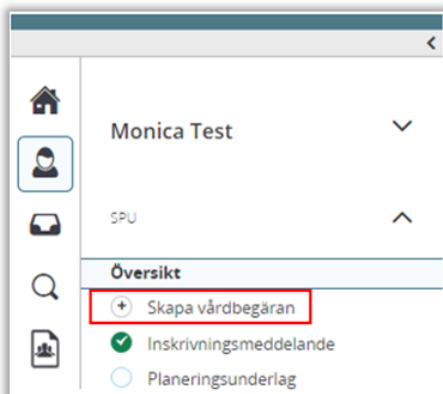 Monica Test
SPU
Översikt
Skapa vårdbegäran
Inskrivningsmeddelande
Planeringsunderlag